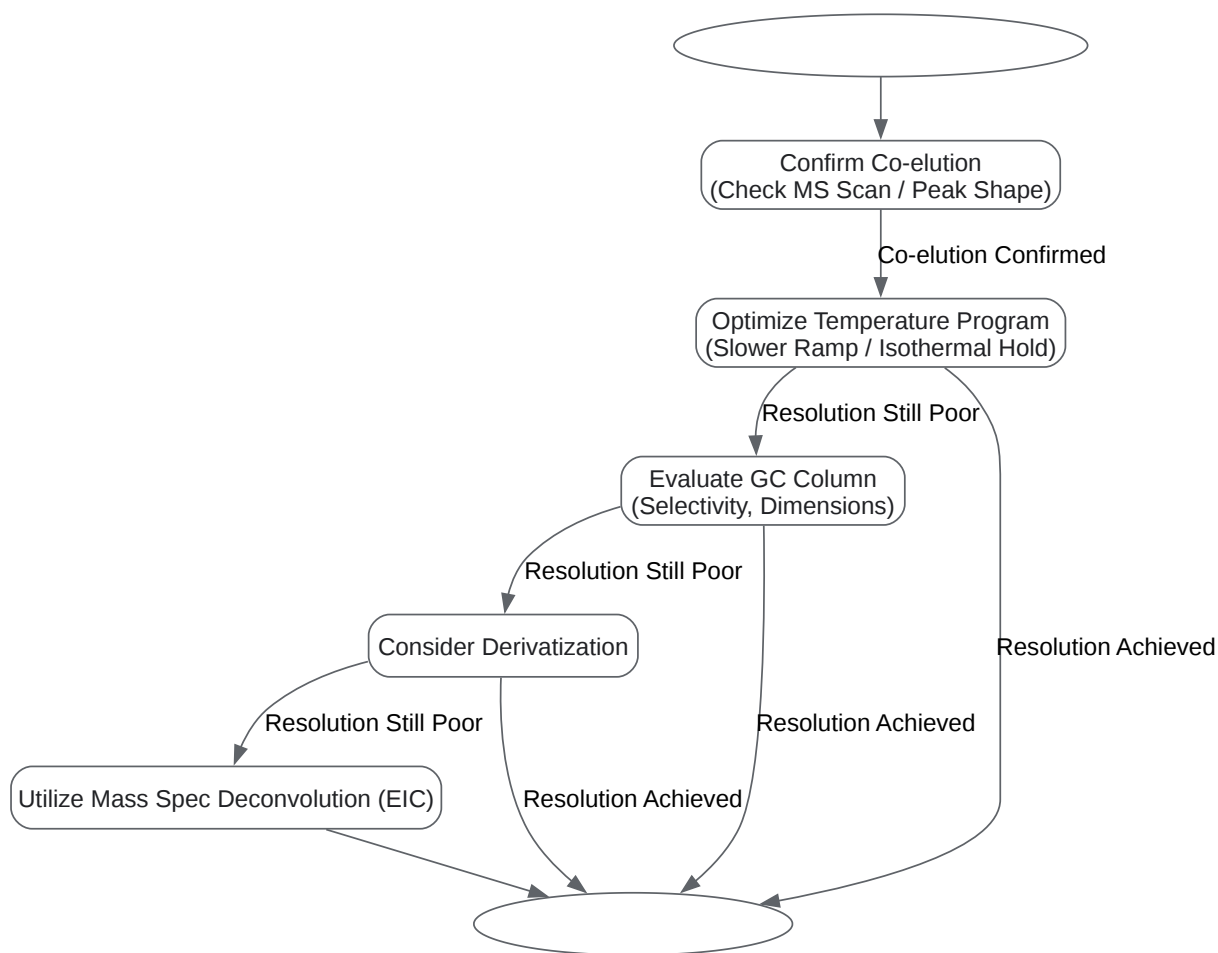 Confirm Co-elution
(Check MS Scan / Peak Shape)
Co-elution Confirmed
Optimize Temperature Program
(Slower Ramp / Isothermal Hold)
Resolution Still Poor
Evaluate GC Column
(Selectivity, Dimensions)
Resolution Still Poor
Consider Derivatization
Resolution Achieved
Resolution Still Poor
Resolution Achieved
Utilize Mass Spec Deconvolution (EIC)
Resolution Achieved